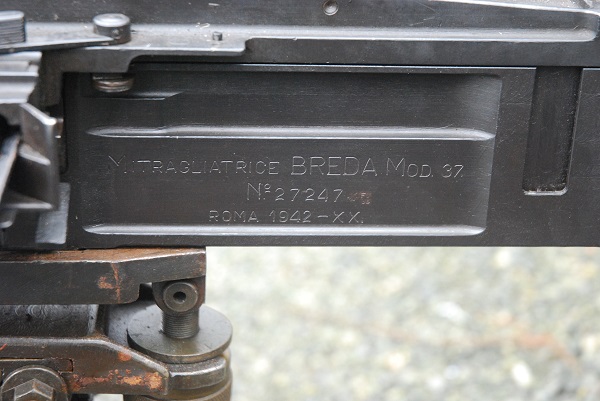 MITRAGLIATRICE BREDA MOD. 37
Nº 27247
ROMA 1942-XX.